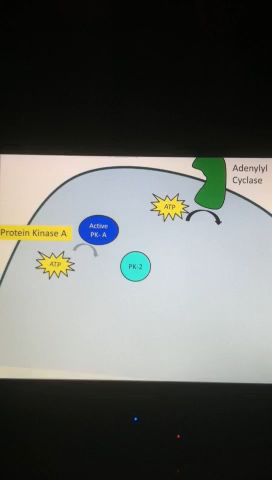 Adenylyl
Cyclase
ATP
Active
PK- A
Protein Kinase A
ATP
PK-2